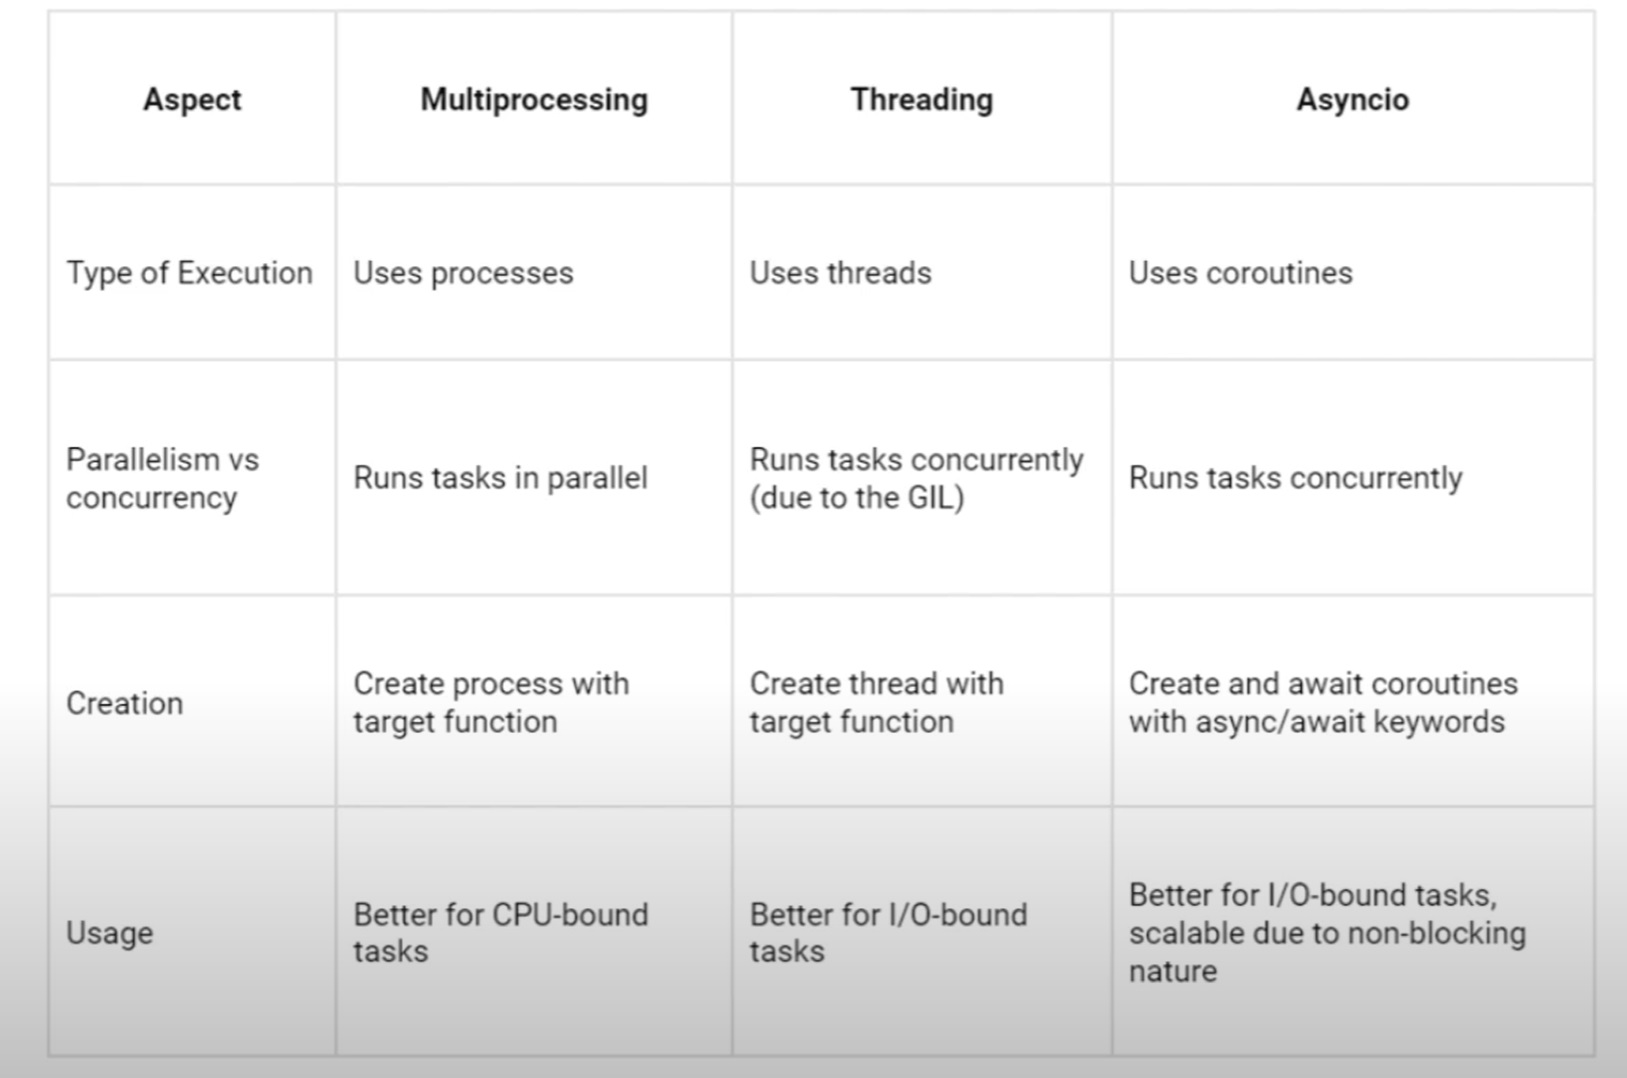 Aspect
Multiprocessing
Threading
Asyncio
Type of Execution
Uses processes
Uses threads
Uses coroutines
Parallelism vs
concurrency
Runs tasks in parallel
Runs tasks concurrently
(due to the GIL)
Runs tasks concurrently
Creation
Create process with
target function
Create thread with
target function
Create and await coroutines
with async/await keywords
Usage
Better for CPU-bound
tasks
Better for I/O-bound
tasks
Better for I/O-bound tasks,
scalable due to non-blocking
nature